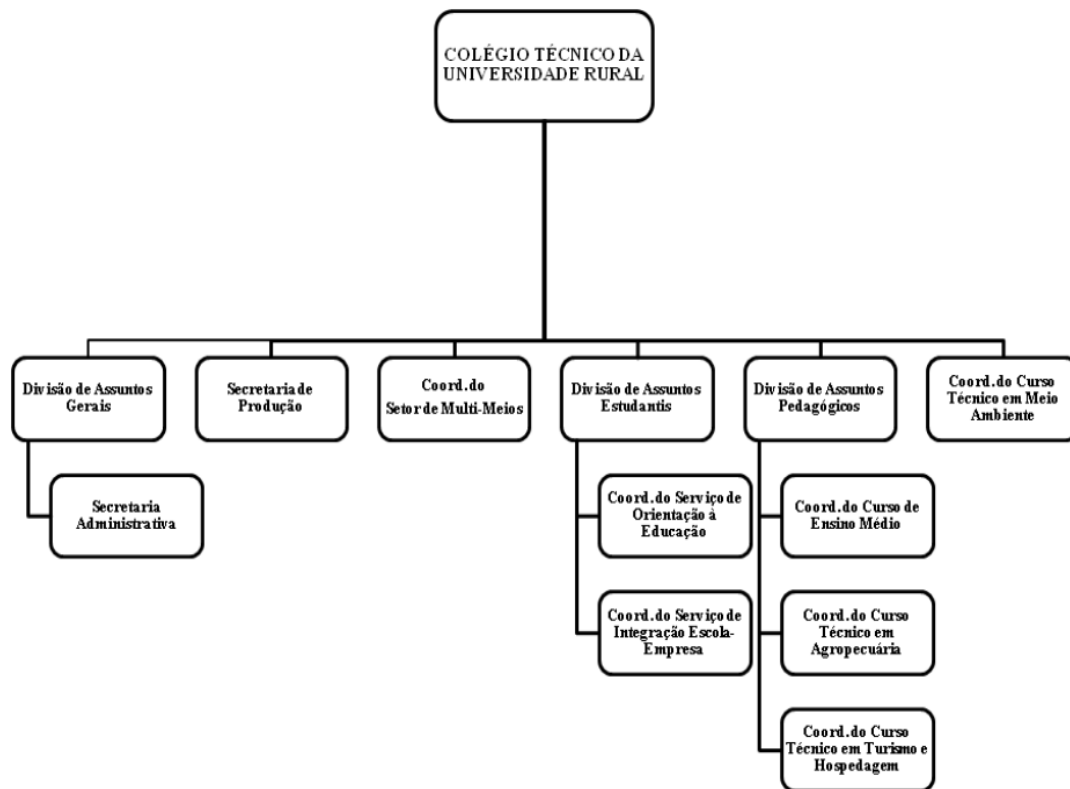 COLÉGIO TÉCNICO DA
UNIVERSIDADE RURAL
Divisão de Assuntos
Gerais
Secretaria de
Produção
Coord.do
Setor de Multi-Meios
Divisão de Assuntos
Estudantis
Divisão de Assuntos
Pedagógicos
Coord.do Curso
Técnico em Meio
Ambiente
Secretaria
Administrativa
Coord.do Serviço de
Orientação à
Educação
Coord.do Curso de
Ensino Médio
Coord.do Serviço de
Integração Escola-
Empresa
Coord.do Curso
Técnico em
Agropecuária
Coord.do Curso
Técnico em Turismo e
Hospedagem